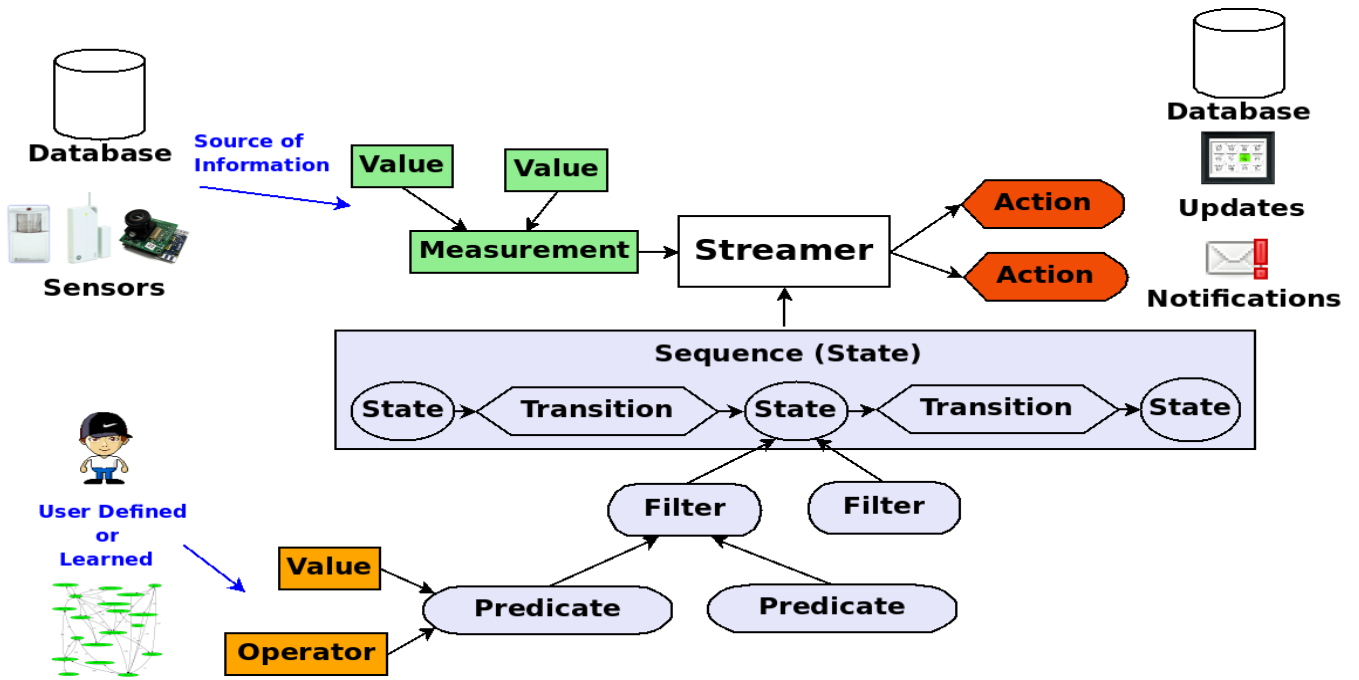 Database
Source of
Information
Sensors
Value
Value
Measurement
Streamer
Action
Action
Database
Updates
Notifications
Sequence (State)
State
Transition
State
Transition
State
Filter
Filter
User Defined
or
Learned
Value
Operator
Predicate
Predicate